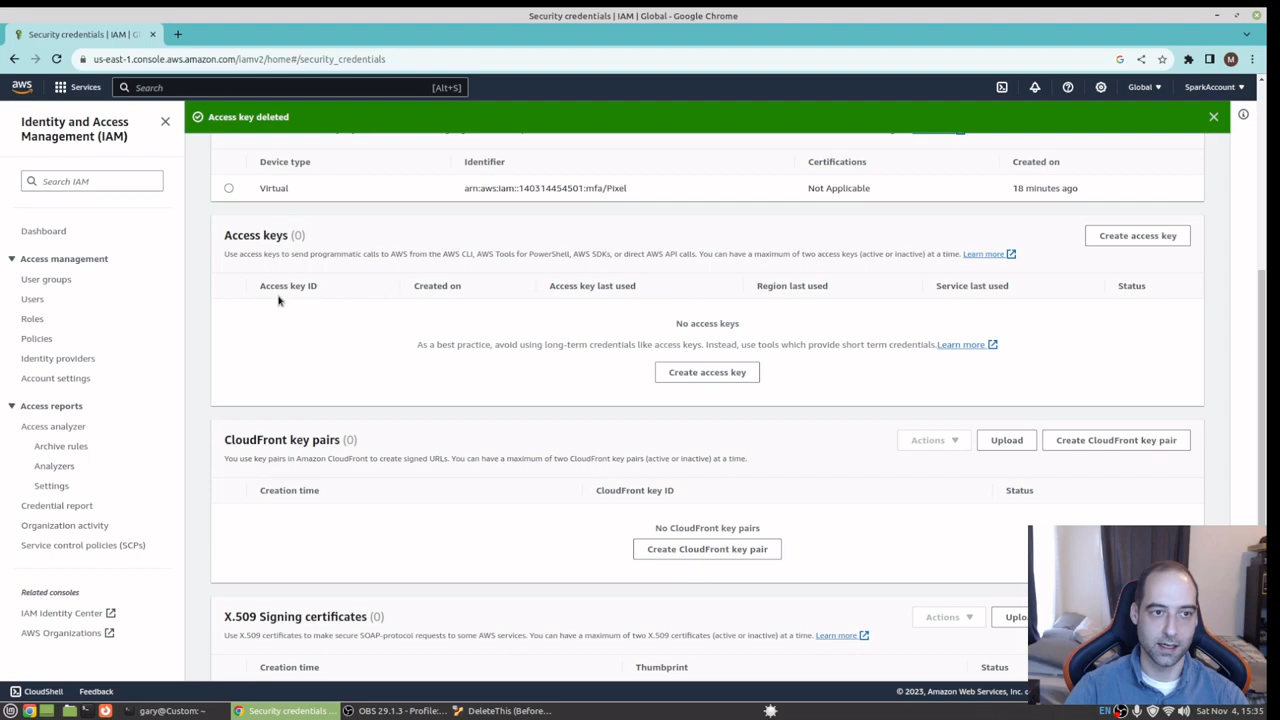 Security credentials | IAM | Global - Google Chrome
Security credentials | IAM | G
us-east-1.console.aws.amazon.com/iamv2/home#/security_credentials
G
M
aws
Services
Search
[Alt+S]
Global
SparkAccount
Identity and Access
Management (IAM)
Access key deleted
Device type
Identifier
Certifications
Created on
Search IAM
Virtual
arn:aws:iam::140314454501:mfa/Pixel
Not Applicable
18 minutes ago
Dashboard
Access keys (0)
Create access key
Use access keys to send programmatic calls to AWS from the AWS CLI, AWS Tools for PowerShell, AWS SDKs, or direct AWS API calls. You can have a maximum of two access keys (active or inactive) at a time. Learn more
Access management
User groups
Access key ID
Created on
Access key last used
Region last used
Service last used
Status
Users
Roles
No access keys
Policies
As a best practice, avoid using long-term credentials like access keys. Instead, use tools which provide short term credentials. Learn more
Identity providers
Create access key
Account settings
Access reports
Access analyzer
CloudFront key pairs (0)
Actions
Upload
Create CloudFront key pair
Archive rules
You use key pairs in Amazon CloudFront to create signed URLs. You can have a maximum of two CloudFront key pairs (active or inactive) at a time.
Analyzers
Settings
Creation time
CloudFront key ID
Status
Credential report
Organization activity
No CloudFront key pairs
Service control policies (SCPs)
Create CloudFront key pair
Related consoles
IAM Identity Center
X.509 Signing certificates (0)
Actions
Uplo
AWS Organizations
Use X.509 certificates to make secure SOAP-protocol requests to some AWS services. You can have a maximum of two X.509 certificates (active or inactive) at a time. Learn more
Creation time
Thumbprint
Status
CloudShell
Feedback
© 2023, Amazon Web Services, Inc. o
gary@Custom: ~
Security credentials ...
OBS 29.1.3 - Profile:...
DeleteThis (Before...
EN
Sat Nov 4, 15:35